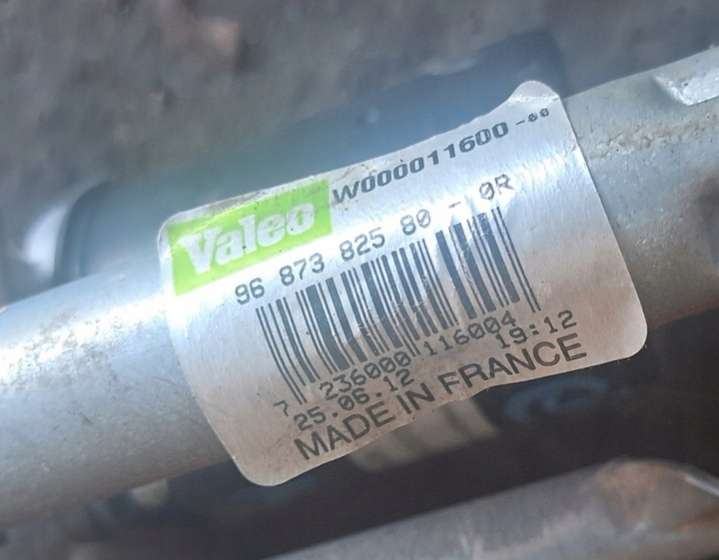 Valeo W000011600-00
96 873 825 80 - 0R
7 236000 116004
25.06.12 19:12
MADE IN FRANCE